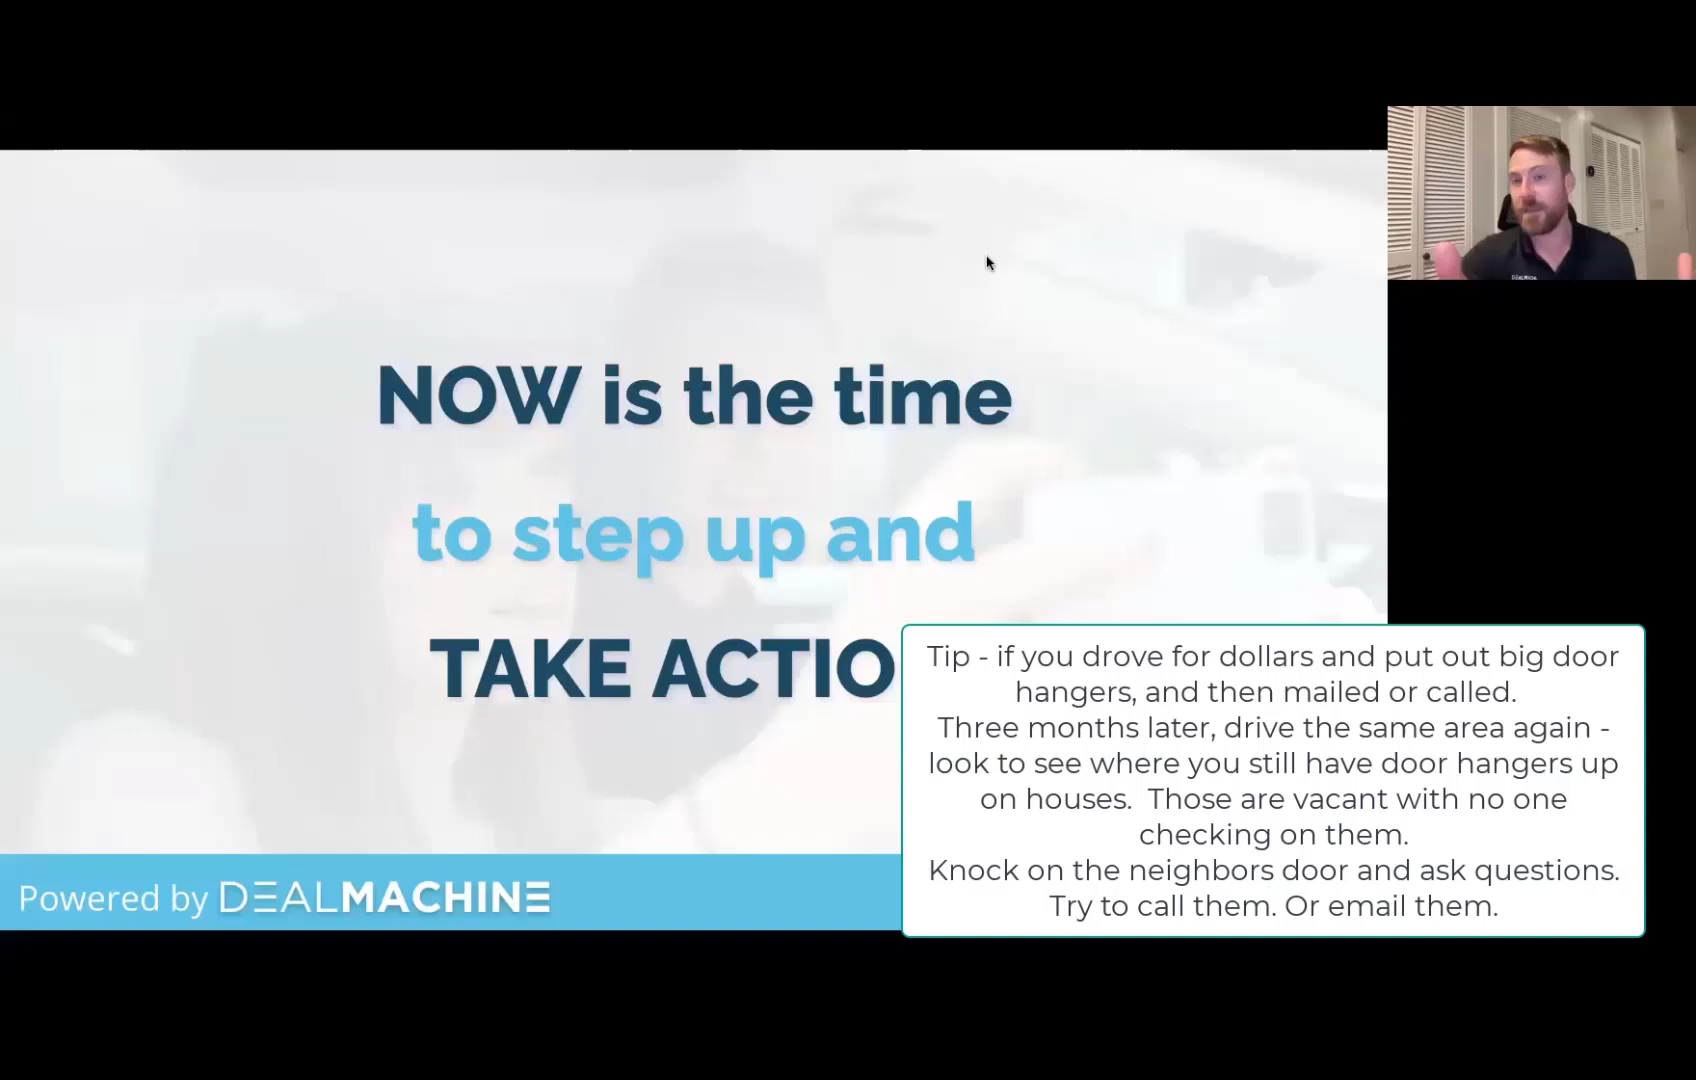 NOW is the time
to step up and
TAKE ACTIO
Tip - if you drove for dollars and put out big door
hangers, and then mailed or called.
Three months later, drive the same area again -
look to see where you still have door hangers up
on houses.  Those are vacant with no one
checking on them.
Knock on the neighbors door and ask questions.
Try to call them. Or email them.
Powered by DEALMACHINE